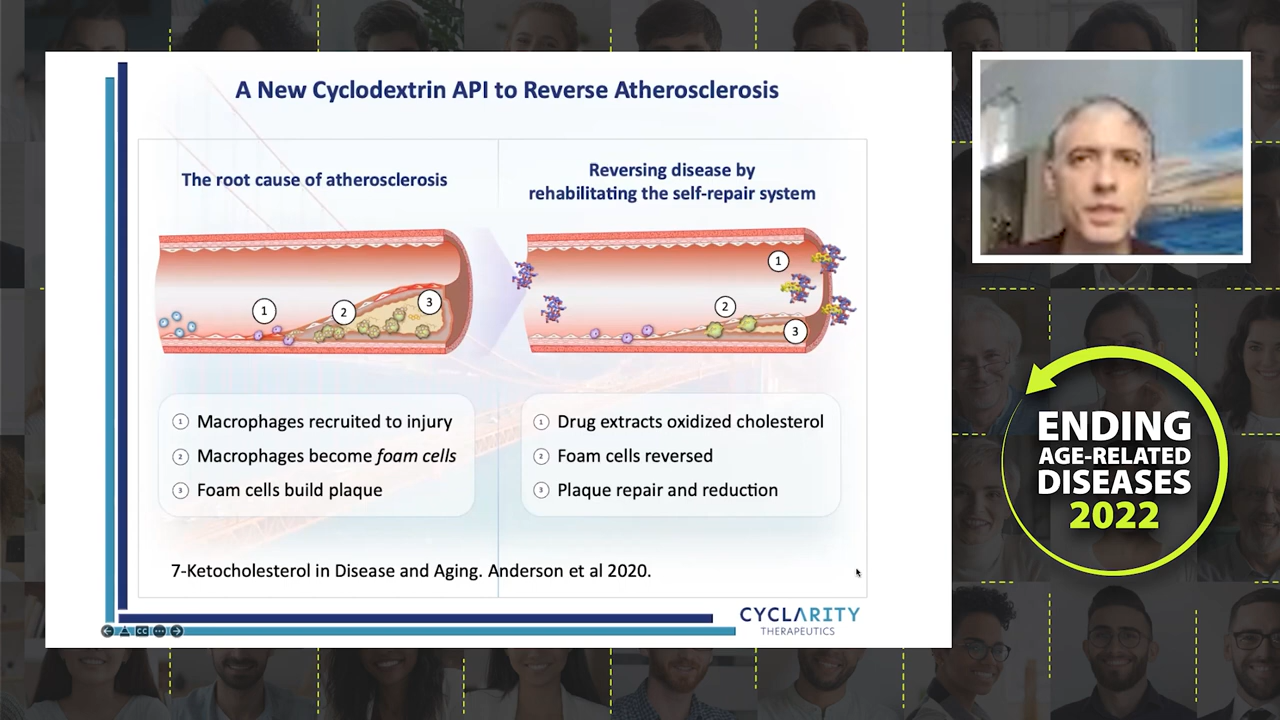 A New Cyclodextrin API to Reverse Atherosclerosis
The root cause of atherosclerosis
1
2
3
1 Macrophages recruited to injury
2 Macrophages become foam cells
3 Foam cells build plaque
Reversing disease by
rehabilitating the self-repair system
1
2
3
1 Drug extracts oxidized cholesterol
2 Foam cells reversed
3 Plaque repair and reduction
7-Ketocholesterol in Disease and Aging. Anderson et al 2020.
CYCLARITY
THERAPEUTICS
CC
ENDING
AGE-RELATED
DISEASES
2022